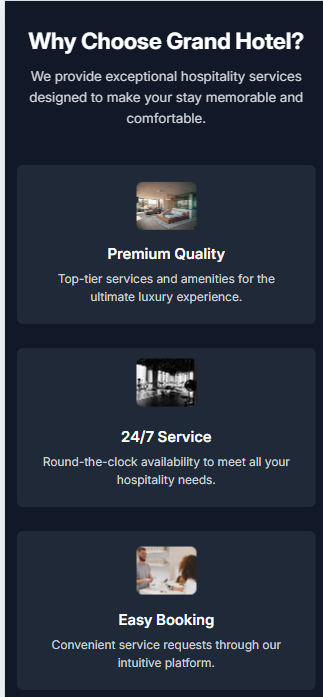 Why Choose Grand Hotel?
We provide exceptional hospitality services
designed to make your stay memorable and
comfortable.
Premium Quality
Top-tier services and amenities for the
ultimate luxury experience.
24/7 Service
Round-the-clock availability to meet all your
hospitality needs.
Easy Booking
Convenient service requests through our
intuitive platform.